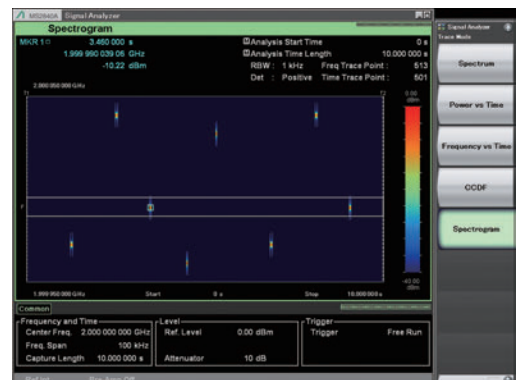 MS2840A Signal Analyzer
Spectrogram
MKR 1
3.460 000 s
1.999 990 039 06 GHz
-10.22 dBm
Analysis Start Time 0 s
Analysis Time Length 10.000 000 s
RBW : 1 kHz Freq Trace Point : 513
Det : Positive Time Trace Point : 501
2.000 050 000 GHz
T1
T2
0.00
dBm
F
-40.00
dBm
1.999 950 000 GHz
Start
0 s
Stop
10.000 000 s
Common
Frequency and Time
Center Freq. 2.000 000 000 GHz
Freq. Span 100 kHz
Capture Length 10.000 000 s
Level
Ref. Level 0.00 dBm
Attenuator 10 dB
Trigger
Trigger Free Run
Signal Analyzer
Trace Mode
Spectrum
Power vs Time
Frequency vs Time
CCDF
Spectrogram